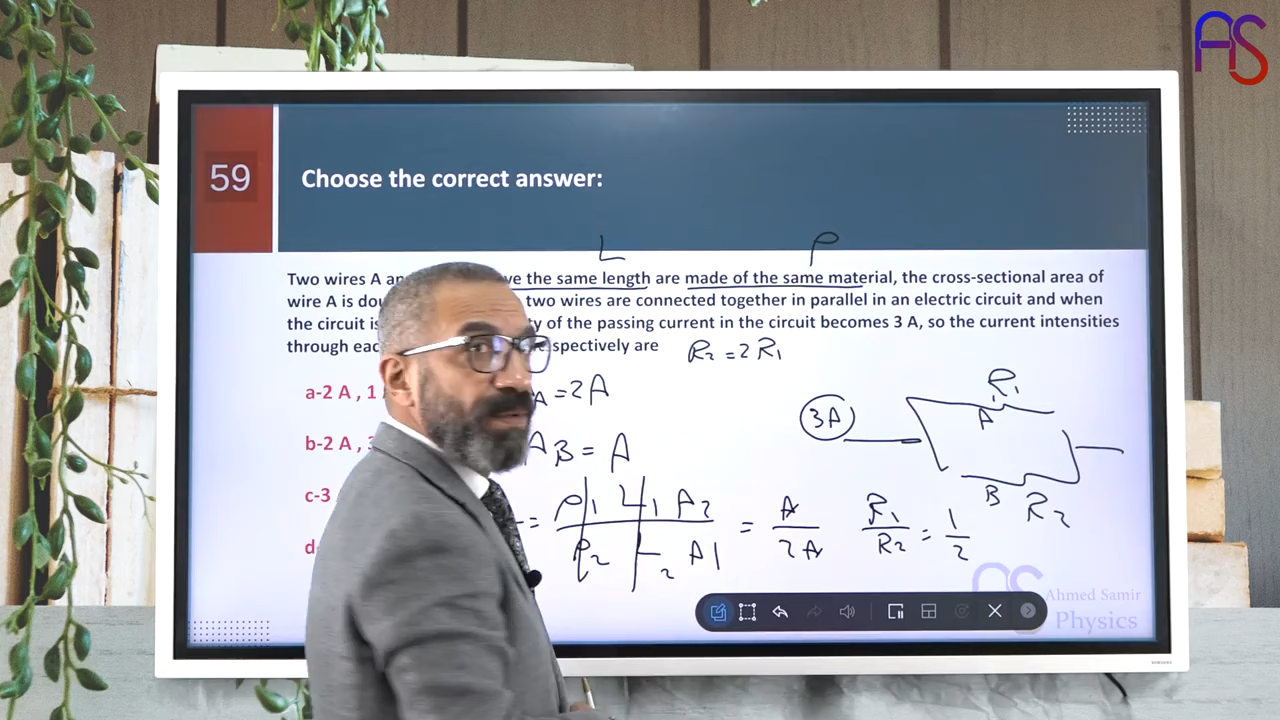 AS
59
Choose the correct answer:
L ρ
Two wires A an ve the same length are made of the same material, the cross-sectional area of
wire A is dou two wires are connected together in parallel in an electric circuit and when
the circuit is y of the passing current in the circuit becomes 3 A, so the current intensities
through eac spectively are R₂ = 2 R₁
a-2 A , 1 A = 2A
b-2 A , 3 A B = A
c-3
d-
= ρ1 L1 A2 / ρ2 L2 A1 = A / 2A R1 / R2 = 1 / 2
3A
A R1
B R2
Ahmed Samir
Physics
SAMSUNG